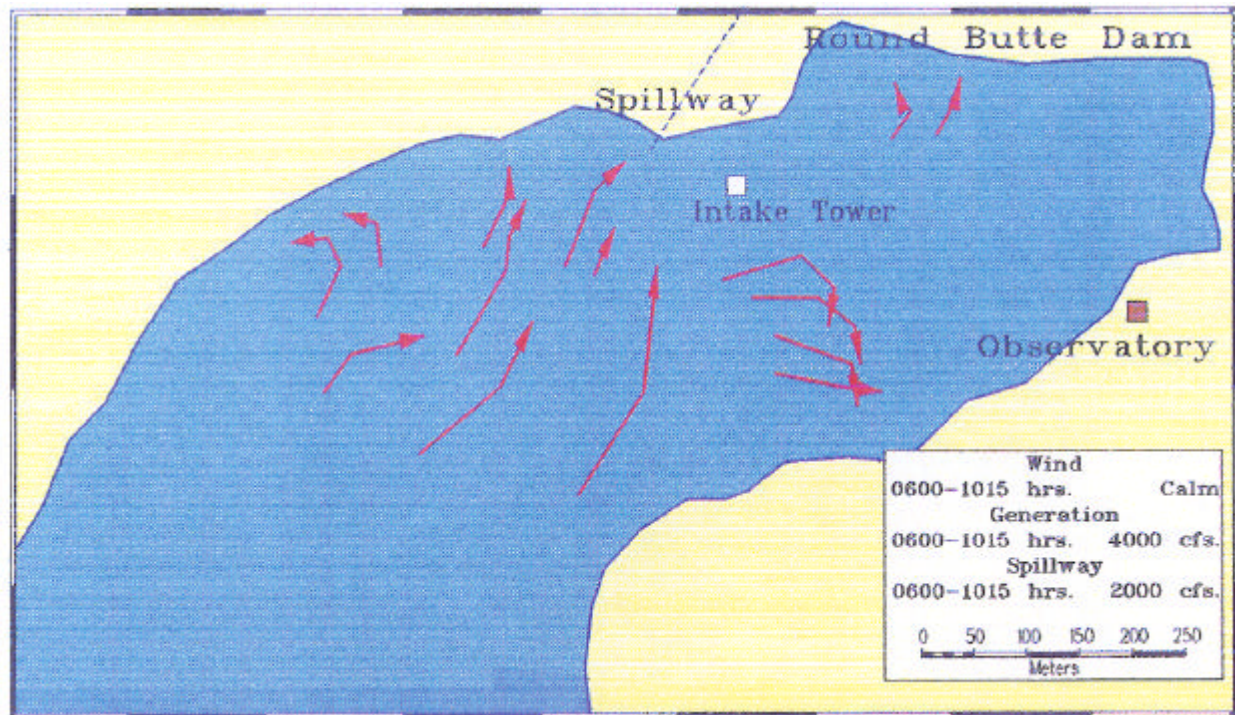 Round Butte Dam
Spillway
Intake Tower
Observatory
Wind
0600-1015 hrs. Calm
Generation
0600-1015 hrs. 4000 cfs.
Spillway
0600-1015 hrs. 2000 cfs.
0 50 100 150 200 250
Meters